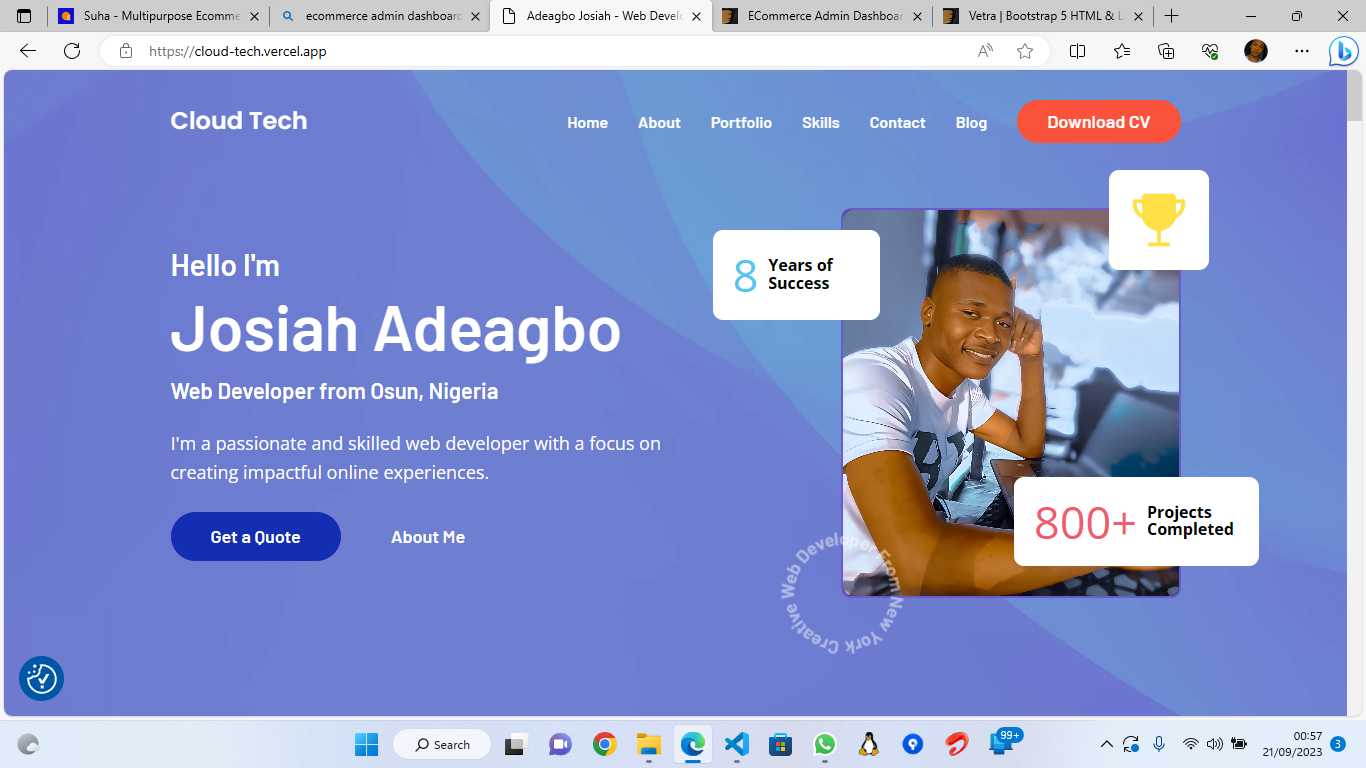 Suha - Multipurpose Ecomme
ecommerce admin dashboard
Adeagbo Josiah - Web Develo
ECommerce Admin Dashboar
Vetra | Bootstrap 5 HTML & L
https://cloud-tech.vercel.app
Cloud Tech
Home
About
Portfolio
Skills
Contact
Blog
Download CV
8
Years of
Success
Hello I'm
Josiah Adeagbo
Web Developer from Osun, Nigeria
I'm a passionate and skilled web developer with a focus on
creating impactful online experiences.
Get a Quote
About Me
800+
Projects
Completed
Creative Web Developer From New York
Search
99+
00:57
21/09/2023
3